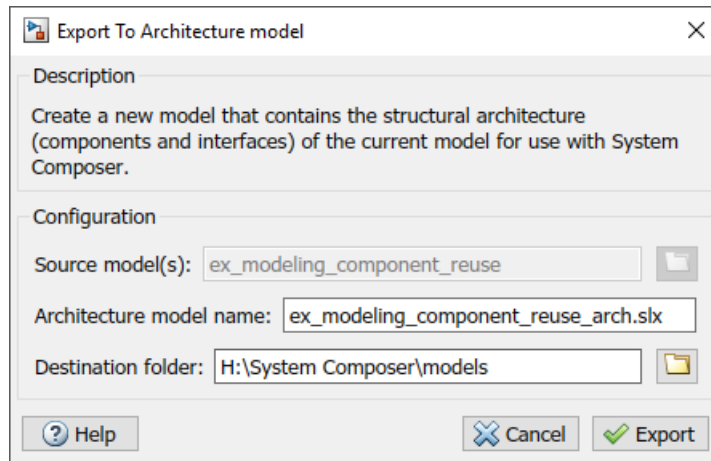 Export To Architecture model
Description
Create a new model that contains the structural architecture
(components and interfaces) of the current model for use with System
Composer.
Configuration
Source model(s): ex_modeling_component_reuse
Architecture model name: ex_modeling_component_reuse_arch.slx
Destination folder: H:\System Composer\models
Help Cancel Export